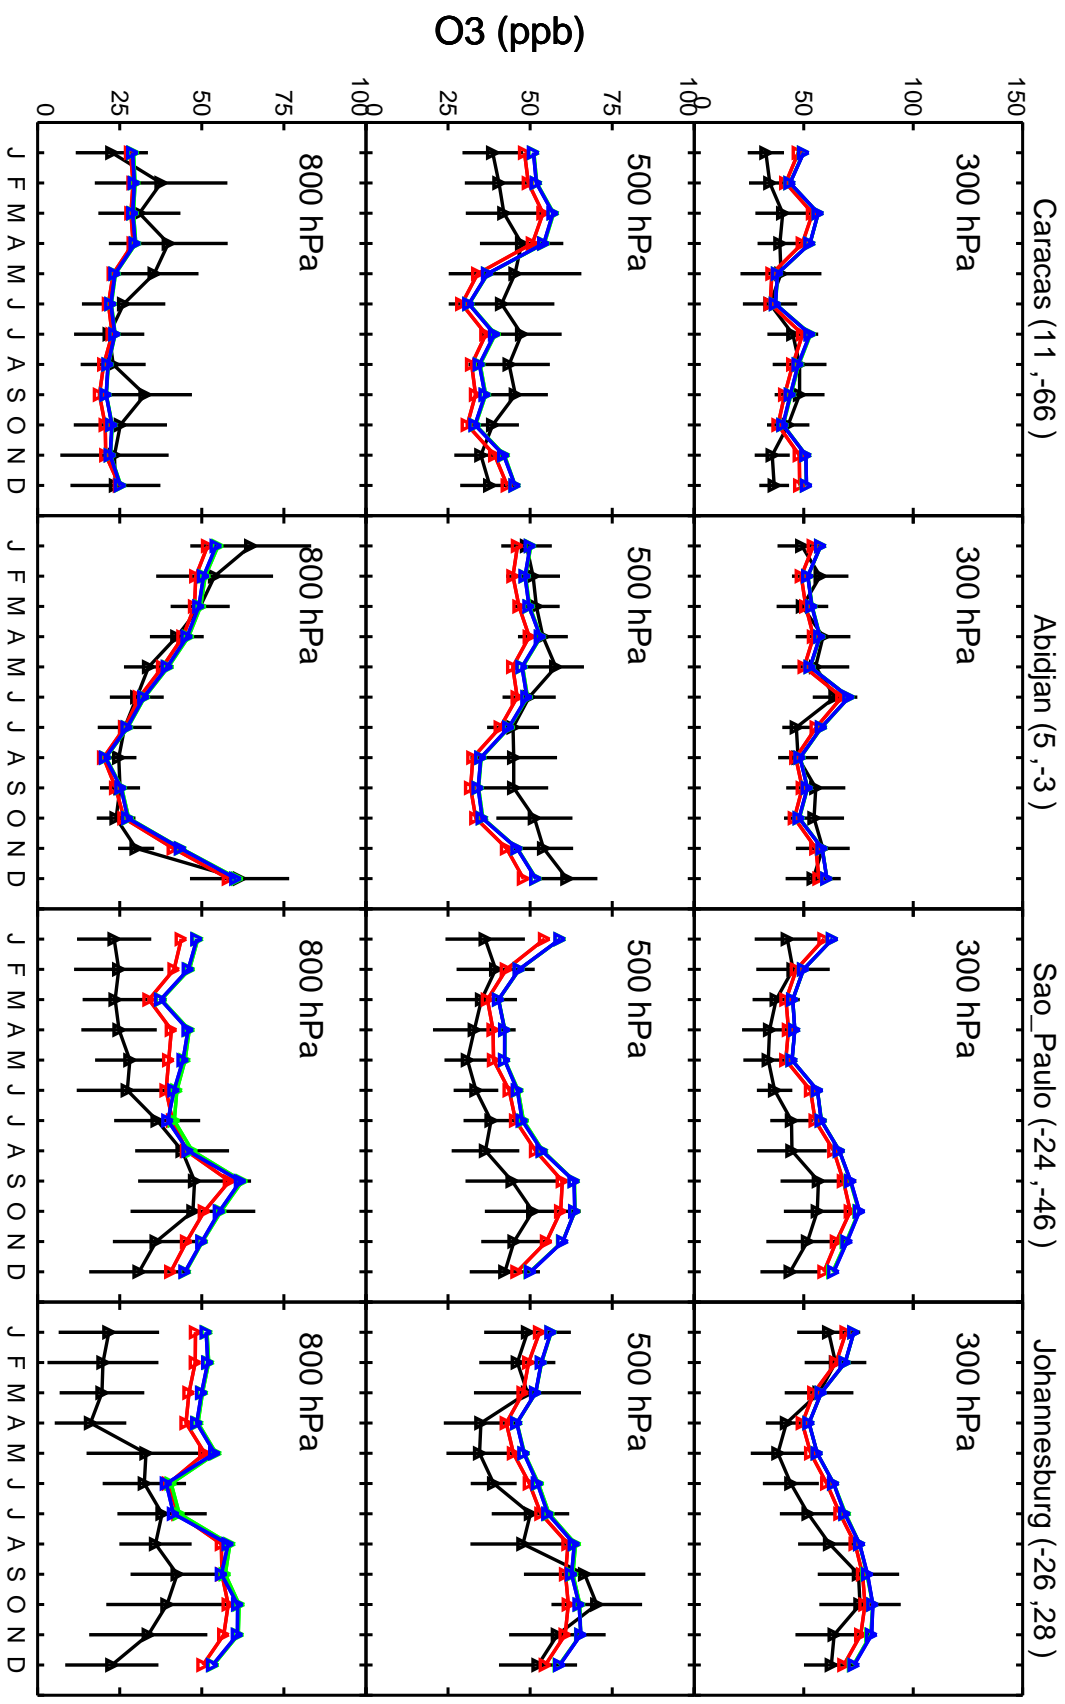 Caracas (11 ,-66 ) Abidjan (5 ,-3 ) Sao_Paulo (-24 ,-46 ) Johannesburg (-26 ,28 )
150
300 hPa 300 hPa 300 hPa 300 hPa
100
50
0
100
500 hPa 500 hPa 500 hPa 500 hPa
75
50
25
0
100
800 hPa 800 hPa 800 hPa 800 hPa
75
50
25
0
J F M A M J J A S O N D J F M A M J J A S O N D J F M A M J J A S O N D J F M A M J J A S O N D
O3 (ppb)